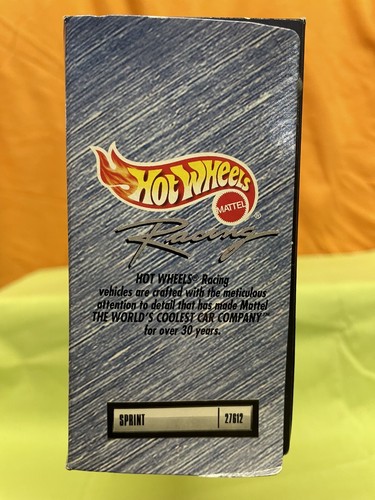 HOT WHEELS
MATTEL
®
Racing
HOT WHEELS® Racing
vehicles are crafted with the meticulous
attention to detail that has made Mattel
THE WORLD'S COOLEST CAR COMPANY™
for over 30 years.
SPRINT 27612